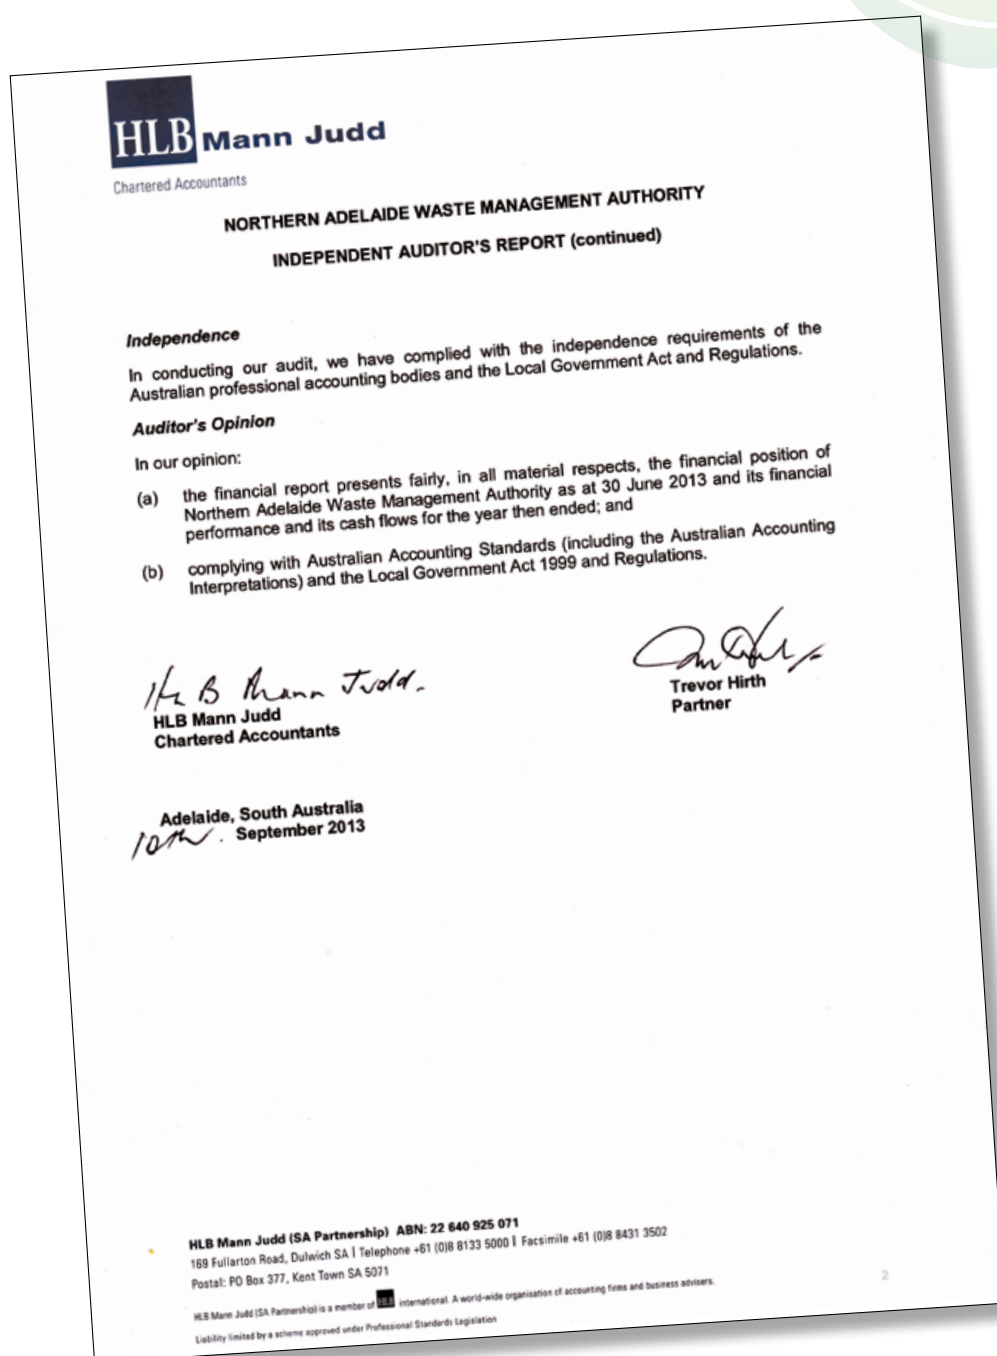 HLB Mann Judd
Chartered Accountants
NORTHERN ADELAIDE WASTE MANAGEMENT AUTHORITY
INDEPENDENT AUDITOR'S REPORT (continued)
Independence
In conducting our audit, we have complied with the independence requirements of the
Australian professional accounting bodies and the Local Government Act and Regulations.
Auditor's Opinion
In our opinion:
(a) the financial report presents fairly, in all material respects, the financial position of
Northern Adelaide Waste Management Authority as at 30 June 2013 and its financial
performance and its cash flows for the year then ended; and
(b) complying with Australian Accounting Standards (including the Australian Accounting
Interpretations) and the Local Government Act 1999 and Regulations.
HLB Mann Judd.
HLB Mann Judd
Chartered Accountants
Trevor Hirth
Partner
Adelaide, South Australia
10th. September 2013
HLB Mann Judd (SA Partnership) ABN: 22 640 925 071
169 Fullarton Road, Dulwich SA | Telephone +61 (0)8 8133 5000 | Facsimile +61 (0)8 8431 3502
Postal: PO Box 377, Kent Town SA 5071
HLB Mann Judd (SA Partnership) is a member of HLB international. A world-wide organisation of accounting firms and business advisers.
Liability limited by a scheme approved under Professional Standards Legislation
2